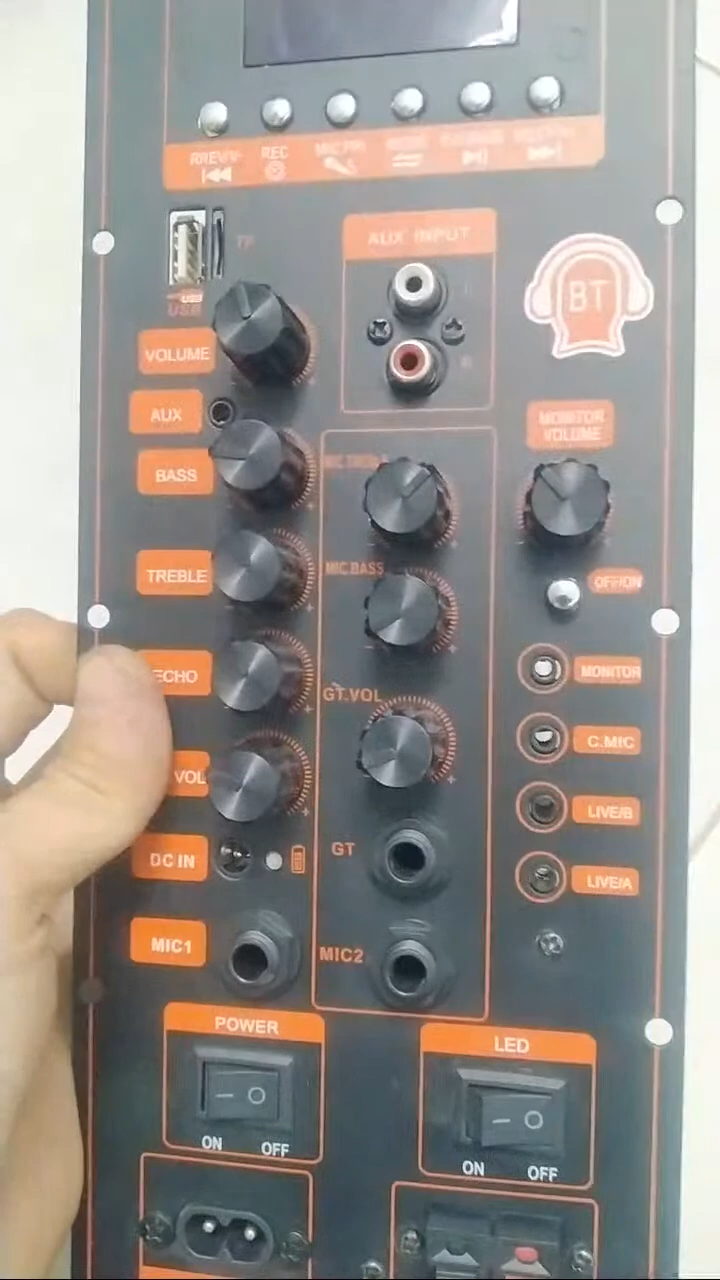 RREV/V-
REC
MIC.PRI
TF
USB
AUX INPUT
BT
VOLUME
AUX
MONITOR
VOLUME
BASS
MIC.TREBLE
TREBLE
MIC.BASS
OFF/ON
ECHO
GT.VOL
MONITOR
C.MIC
VOL
LIVE/B
DC IN
GT
LIVE/A
MIC1
MIC2
POWER
LED
ON OFF
ON OFF